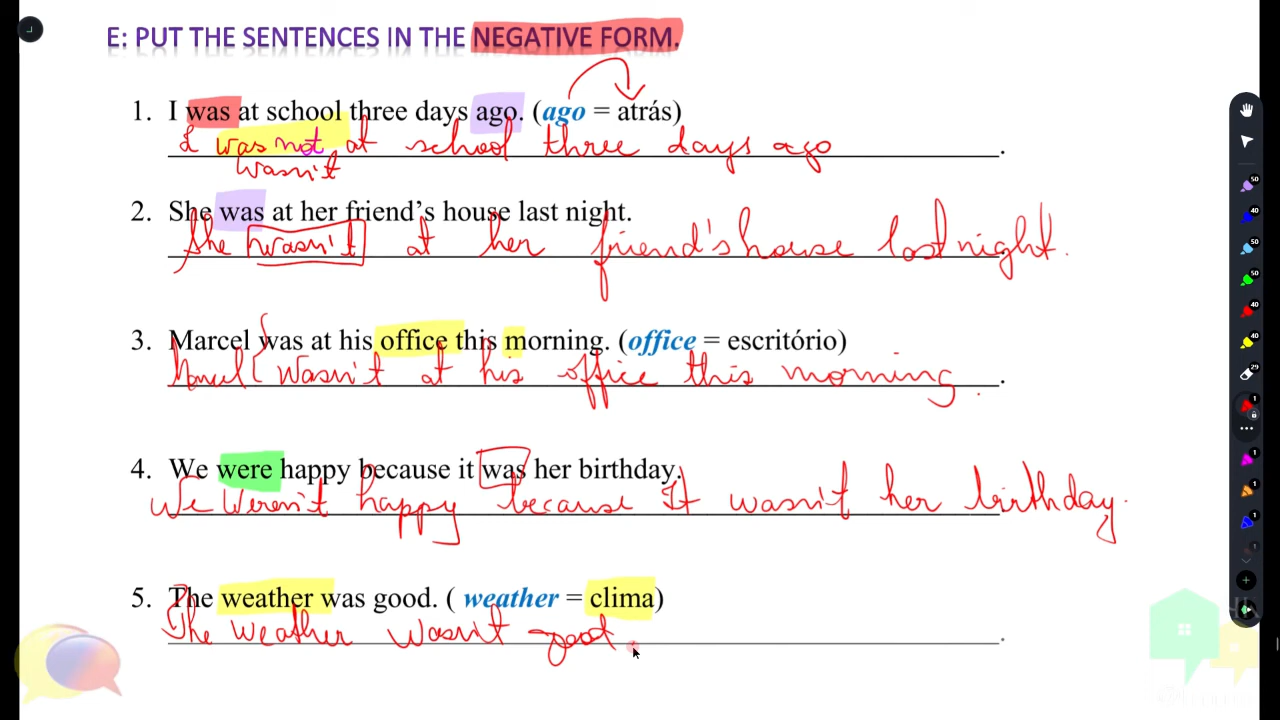 E: PUT THE SENTENCES IN THE NEGATIVE FORM.
1. I was at school three days ago. (ago = atrás)
I was not at school three days ago.
wasn't
2. She was at her friend's house last night.
She wasn't at her friend's house last night.
3. Marcel was at his office this morning. (office = escritório)
Marcel wasn't at his office this morning.
4. We were happy because it was her birthday.
We weren't happy because It wasn't her birthday.
5. The weather was good. ( weather = clima)
The weather wasn't good.